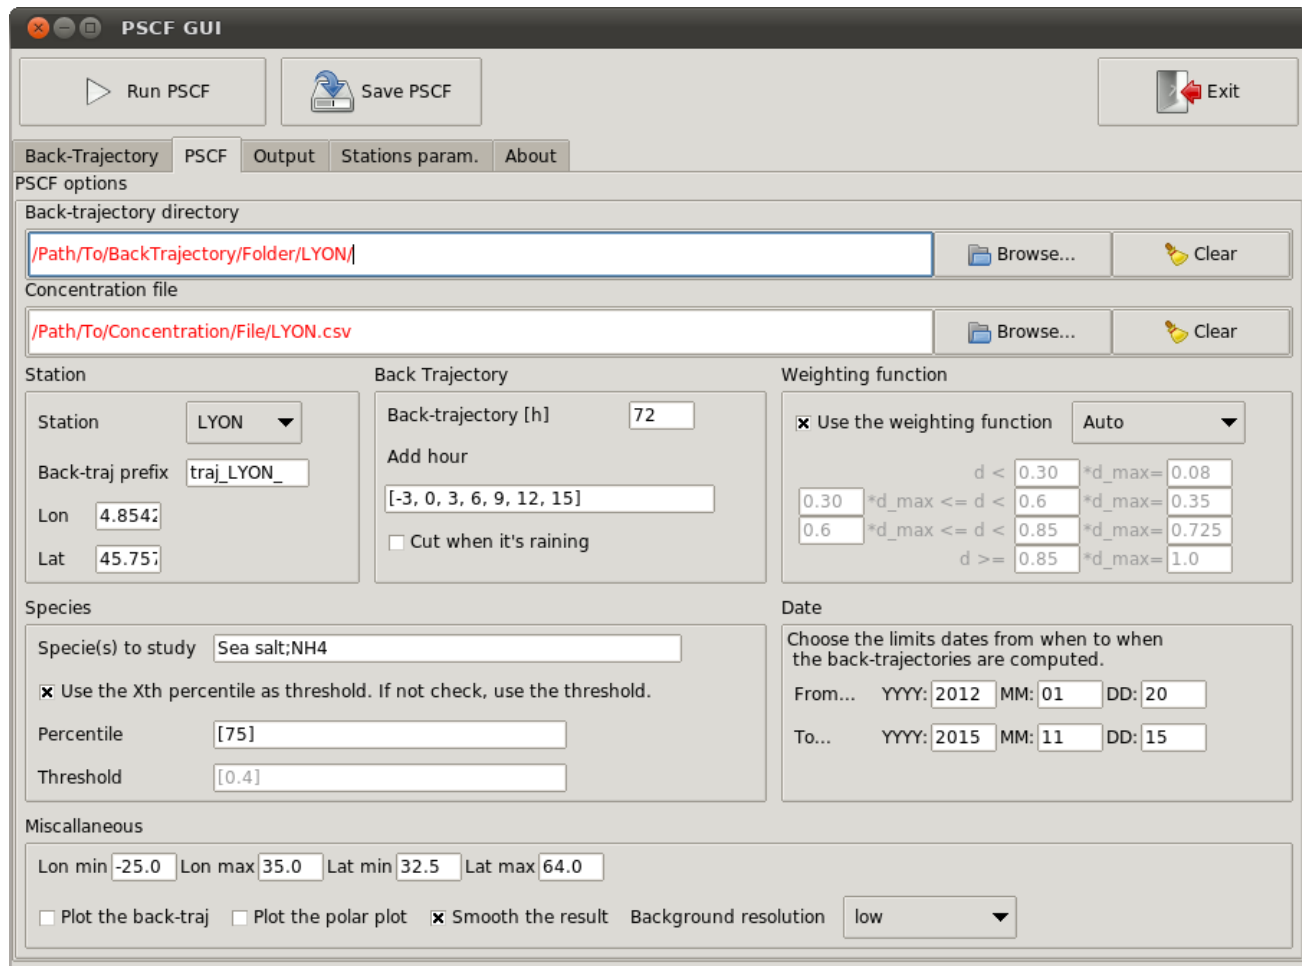 PSCF GUI
Run PSCF Save PSCF Exit
Back-Trajectory PSCF Output Stations param. About
PSCF options
Back-trajectory directory
/Path/To/BackTrajectory/Folder/LYON/ Browse... Clear
Concentration file
/Path/To/Concentration/File/LYON.csv Browse... Clear
Station Back Trajectory Weighting function
Station LYON Back-trajectory [h] 72 Use the weighting function Auto
Back-traj prefix traj_LYON_ Add hour d < 0.30 *d_max= 0.08
Lon 4.8542 [-3, 0, 3, 6, 9, 12, 15] 0.30 *d_max <= d < 0.6 *d_max= 0.35
Cut when it's raining 0.6 *d_max <= d < 0.85 *d_max= 0.725
Lat 45.757 d >= 0.85 *d_max= 1.0
Species Date
Specie(s) to study Sea salt;NH4 Choose the limits dates from when to when
the back-trajectories are computed.
Use the Xth percentile as threshold. If not check, use the threshold. From... YYYY: 2012 MM: 01 DD: 20
Percentile [75] To... YYYY: 2015 MM: 11 DD: 15
Threshold [0.4]
Miscallaneous
Lon min -25.0 Lon max 35.0 Lat min 32.5 Lat max 64.0
Plot the back-traj Plot the polar plot Smooth the result Background resolution low